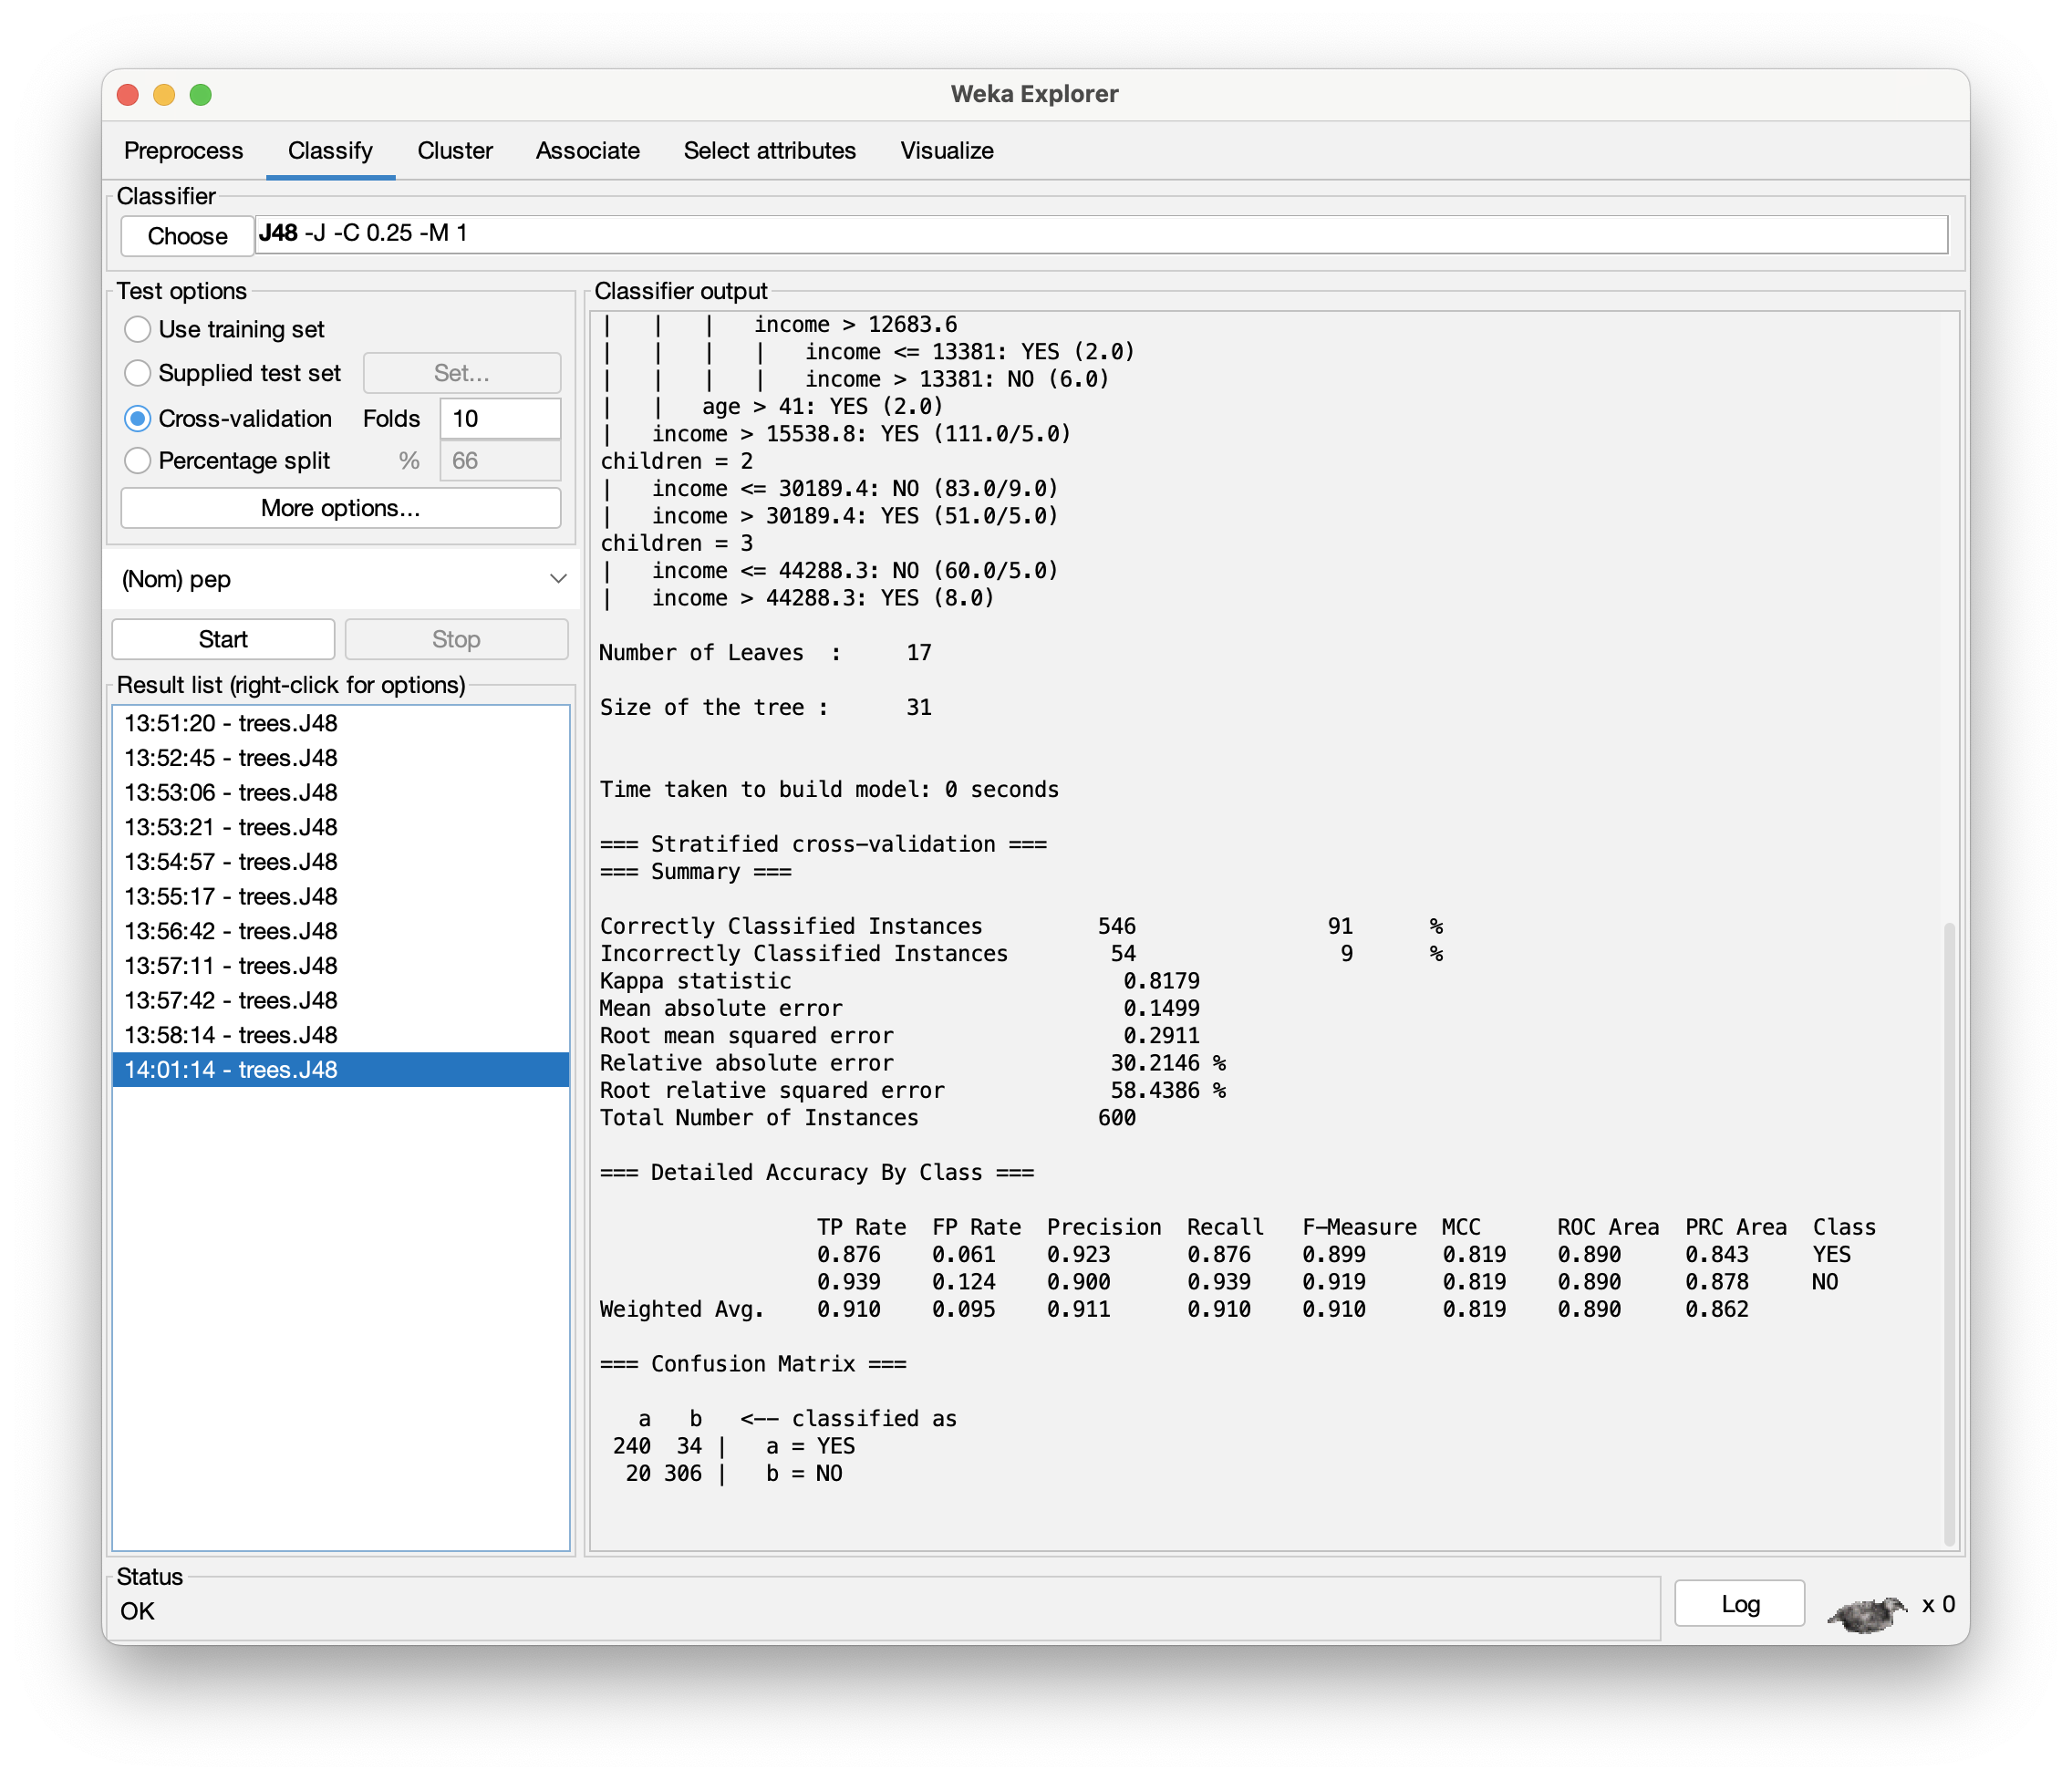 Weka Explorer
Preprocess Classify Cluster Associate Select attributes Visualize
Classifier
Choose J48 -J -C 0.25 -M 1
Test options
Use training set
Supplied test set Set...
Cross-validation Folds 10
Percentage split % 66
More options...
(Nom) pep
Start Stop
Result list (right-click for options)
13:51:20 - trees.J48
13:52:45 - trees.J48
13:53:06 - trees.J48
13:53:21 - trees.J48
13:54:57 - trees.J48
13:55:17 - trees.J48
13:56:42 - trees.J48
13:57:11 - trees.J48
13:57:42 - trees.J48
13:58:14 - trees.J48
14:01:14 - trees.J48
Classifier output
|   |   |   income > 12683.6
|   |   |   |   income <= 13381: YES (2.0)
|   |   |   |   income > 13381: NO (6.0)
|   |   age > 41: YES (2.0)
|   income > 15538.8: YES (111.0/5.0)
children = 2
|   income <= 30189.4: NO (83.0/9.0)
|   income > 30189.4: YES (51.0/5.0)
children = 3
|   income <= 44288.3: NO (60.0/5.0)
|   income > 44288.3: YES (8.0)
Number of Leaves  :     17
Size of the tree :      31
Time taken to build model: 0 seconds
=== Stratified cross-validation ===
=== Summary ===
Correctly Classified Instances         546               91      %
Incorrectly Classified Instances        54                9      %
Kappa statistic                          0.8179
Mean absolute error                      0.1499
Root mean squared error                  0.2911
Relative absolute error                 30.2146 %
Root relative squared error             58.4386 %
Total Number of Instances              600
=== Detailed Accuracy By Class ===
TP Rate  FP Rate  Precision  Recall   F-Measure  MCC      ROC Area  PRC Area  Class
0.876    0.061    0.923      0.876    0.899      0.819    0.890     0.843     YES
0.939    0.124    0.900      0.939    0.919      0.819    0.890     0.878     NO
Weighted Avg.    0.910    0.095    0.911      0.910    0.910      0.819    0.890     0.862
=== Confusion Matrix ===
a   b   <-- classified as
240  34 |   a = YES
20 306 |   b = NO
Status
OK
Log x 0